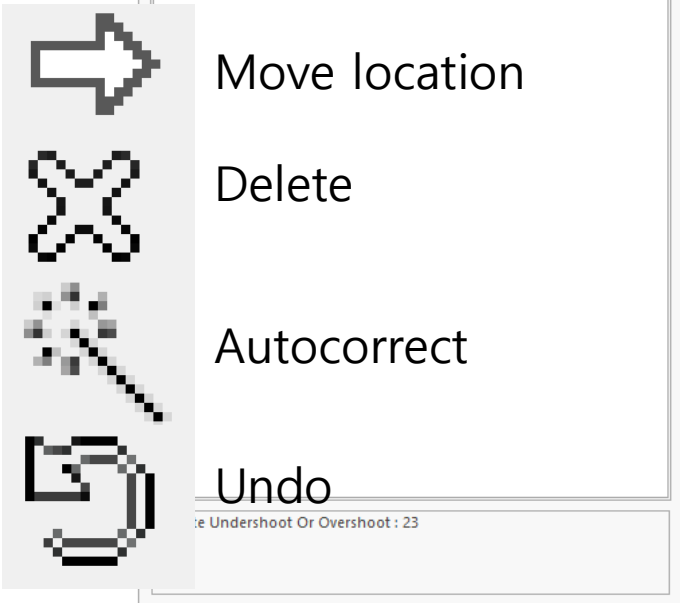 Move location
Delete
Autocorrect
Undo
Undershoot Or Overshoot : 23